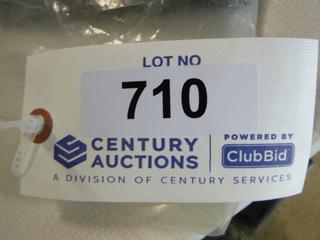 LOT NO
710
CENTURY AUCTIONS
POWERED BY
ClubBid
A DIVISION OF CENTURY SERVICES